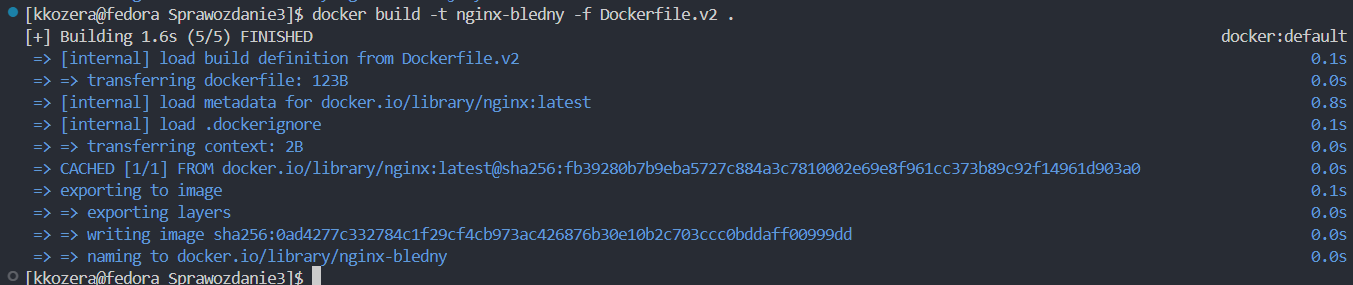 [kkozera@fedora Sprawozdanie3]$ docker build -t nginx-bledny -f Dockerfile.v2 .
[+] Building 1.6s (5/5) FINISHED docker:default
=> [internal] load build definition from Dockerfile.v2 0.1s
=> => transferring dockerfile: 123B 0.0s
=> [internal] load metadata for docker.io/library/nginx:latest 0.8s
=> [internal] load .dockerignore 0.1s
=> => transferring context: 2B 0.0s
=> CACHED [1/1] FROM docker.io/library/nginx:latest@sha256:fb39280b7b9eba5727c884a3c7810002e69e8f961cc373b89c92f14961d903a0 0.0s
=> exporting to image 0.1s
=> => exporting layers 0.0s
=> => writing image sha256:0ad4277c332784c1f29cf4cb973ac426876b30e10b2c703ccc0bddaff00999dd 0.0s
=> => naming to docker.io/library/nginx-bledny 0.0s
[kkozera@fedora Sprawozdanie3]$